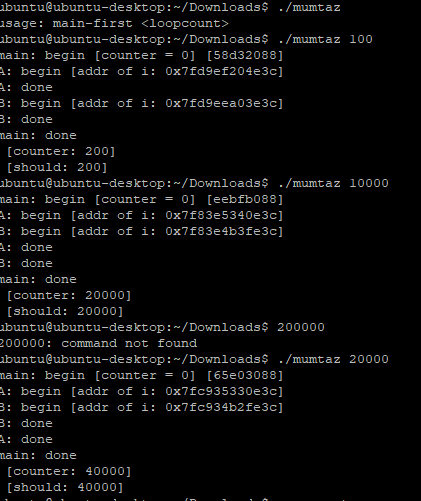 ubuntu@ubuntu-desktop:~/Downloads$ ./mumtaz
usage: main-first <loopcount>
ubuntu@ubuntu-desktop:~/Downloads$ ./mumtaz 100
main: begin [counter = 0] [58d32088]
A: begin [addr of i: 0x7fd9ef204e3c]
A: done
B: begin [addr of i: 0x7fd9eea03e3c]
B: done
main: done
 [counter: 200]
 [should: 200]
ubuntu@ubuntu-desktop:~/Downloads$ ./mumtaz 10000
main: begin [counter = 0] [eebfb088]
A: begin [addr of i: 0x7f83e5340e3c]
B: begin [addr of i: 0x7f83e4b3fe3c]
A: done
B: done
main: done
 [counter: 20000]
 [should: 20000]
ubuntu@ubuntu-desktop:~/Downloads$ 200000
200000: command not found
ubuntu@ubuntu-desktop:~/Downloads$ ./mumtaz 20000
main: begin [counter = 0] [65e03088]
A: begin [addr of i: 0x7fc935330e3c]
B: begin [addr of i: 0x7fc934b2fe3c]
B: done
A: done
main: done
 [counter: 40000]
 [should: 40000]